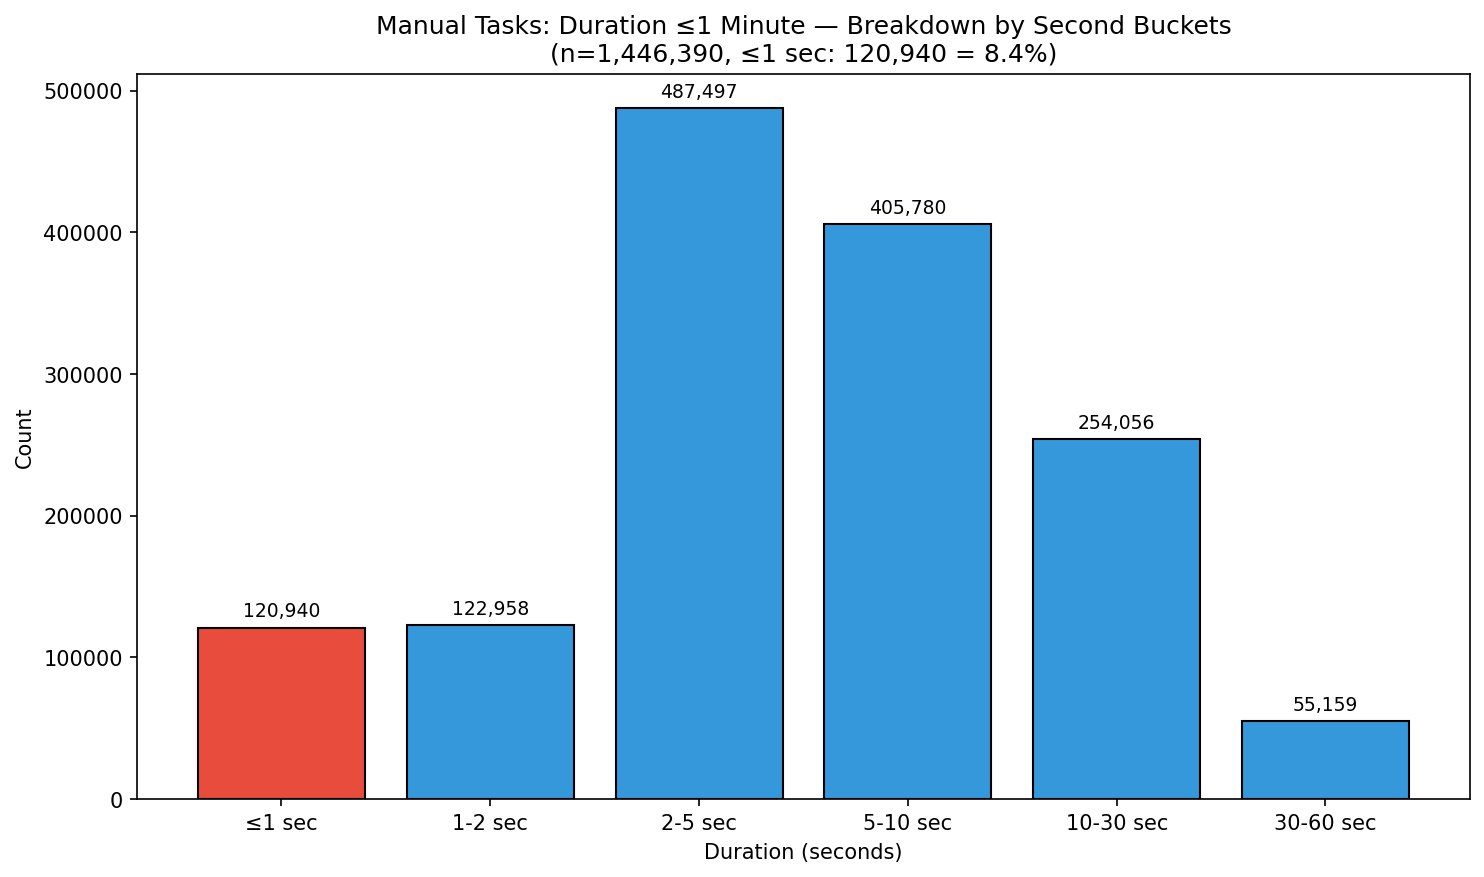 Manual Tasks: Duration ≤1 Minute — Breakdown by Second Buckets
(n=1,446,390, ≤1 sec: 120,940 = 8.4%)
500000
400000
300000
200000
100000
0
Count
120,940
122,958
487,497
405,780
254,056
55,159
≤1 sec
1-2 sec
2-5 sec
5-10 sec
10-30 sec
30-60 sec
Duration (seconds)